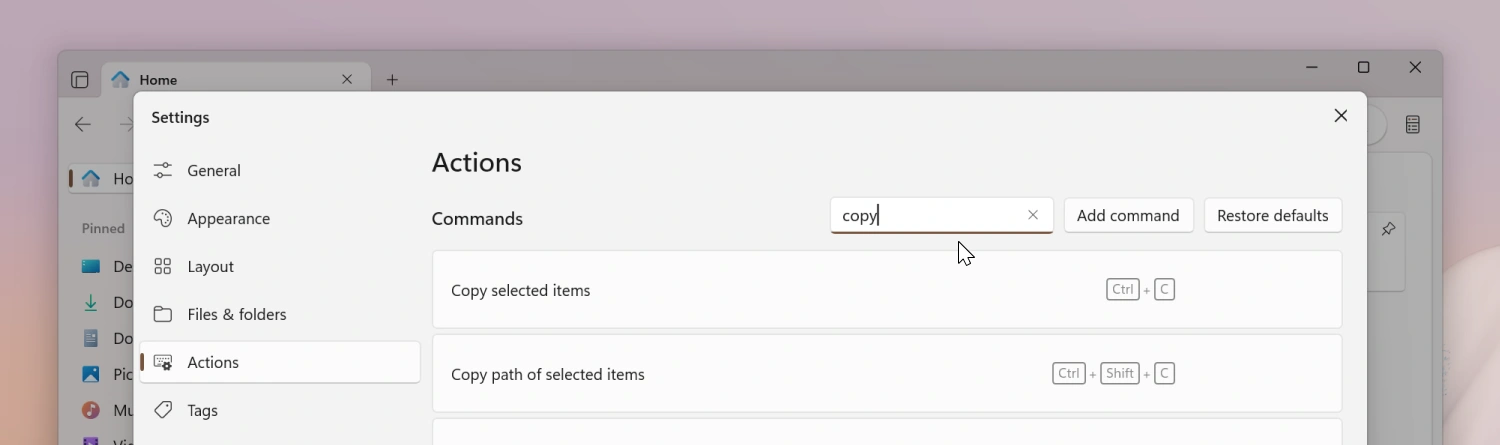 Home
Settings
General
Appearance
Layout
Files & folders
Actions
Tags
Actions
Commands
copy
Add command
Restore defaults
Copy selected items
Ctrl + C
Copy path of selected items
Ctrl + Shift + C
Ho
Pinned
De
Do
Do
Pic
Mu